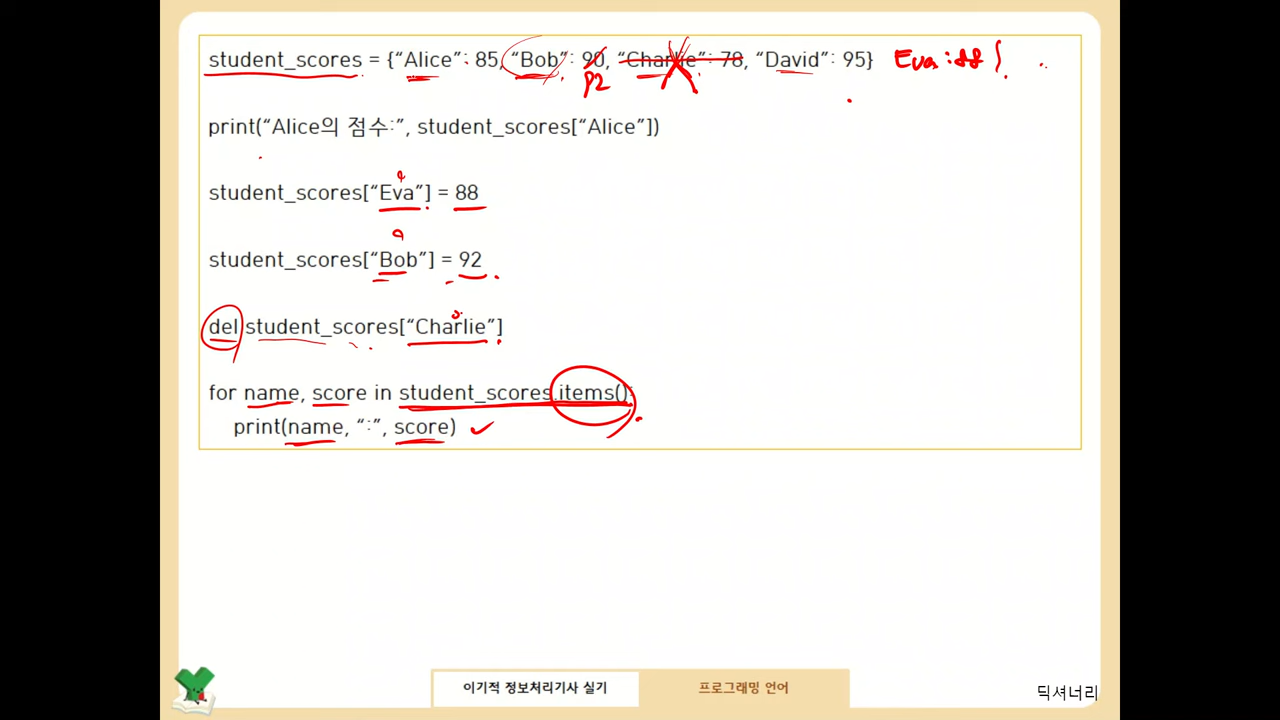 student_scores = {“Alice”: 85, “Bob”: 90, “Charlie”: 78, “David”: 95} Eva : 88 }
92
print(“Alice의 점수:”, student_scores[“Alice”])
student_scores[“Eva”] = 88
student_scores[“Bob”] = 92
del student_scores[“Charlie”]
for name, score in student_scores.items():
print(name, “:”, score)
이기적 정보처리기사 실기
프로그래밍 언어
딕셔너리